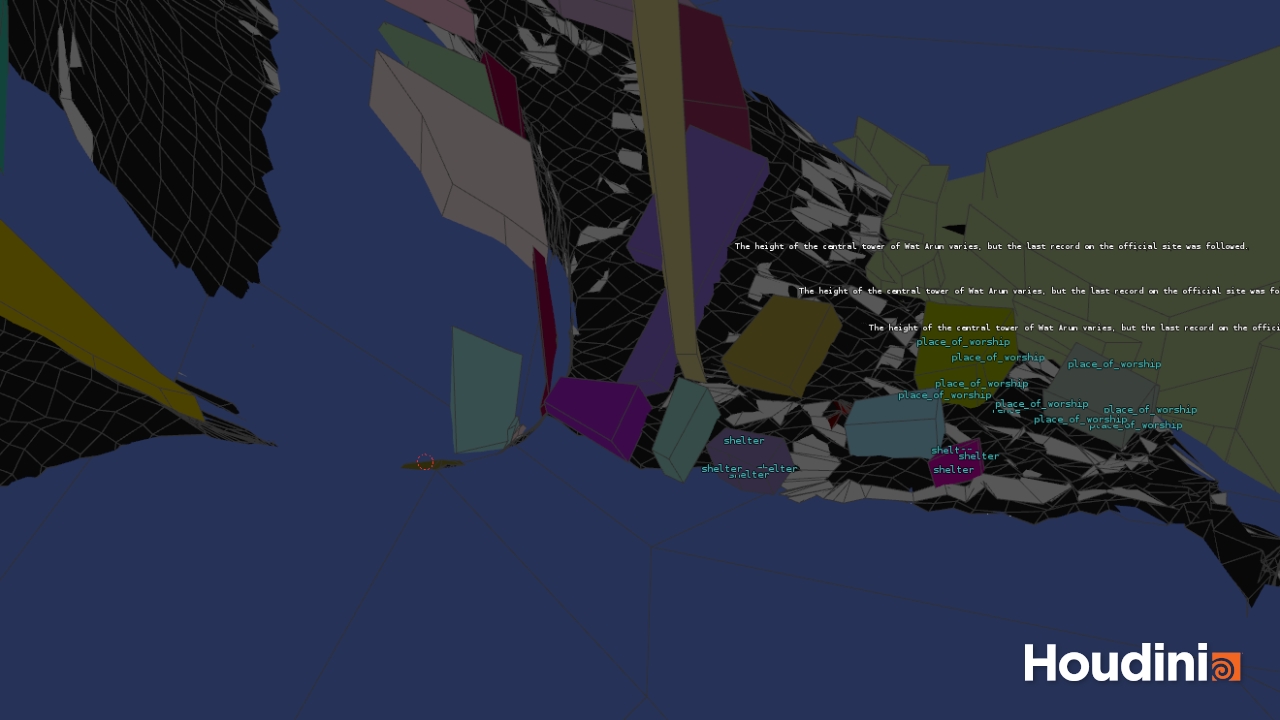 The height of the central tower of Wat Arun varies, but the last record on the official site was followed.
The height of the central tower of Wat Arun varies, but the last record on the official site was fo
The height of the central tower of Wat Arun varies, but the last record on the offici
place_of_worship
place_of_worship
place_of_worship
place_of_worship
place_of_worship
place_of_worship
place_of_worship
place_of_worship
place_of_worship
shelter
shelter
shelter
shelter
shelter
shelter
shelter
Houdini